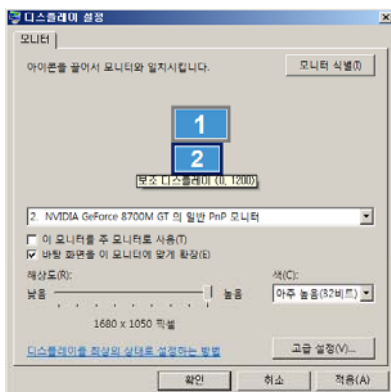 디스플레이 설정
모니터
아이콘을 끌어서 모니터와 일치시킵니다.
모니터 식별(I)
1
2
보조 디스플레이 (0, 1200)
2. NVIDIA GeForce 8700M GT 의 일반 PnP 모니터
이 모니터를 주 모니터로 사용(T)
바탕 화면을 이 모니터에 맞게 확장(E)
해상도(R):
색(C):
낮음
높음
아주 높음(32비트)
1680 x 1050 픽셀
디스플레이를 최상의 상태로 설정하는 방법
고급 설정(V)...
확인
취소
적용(A)